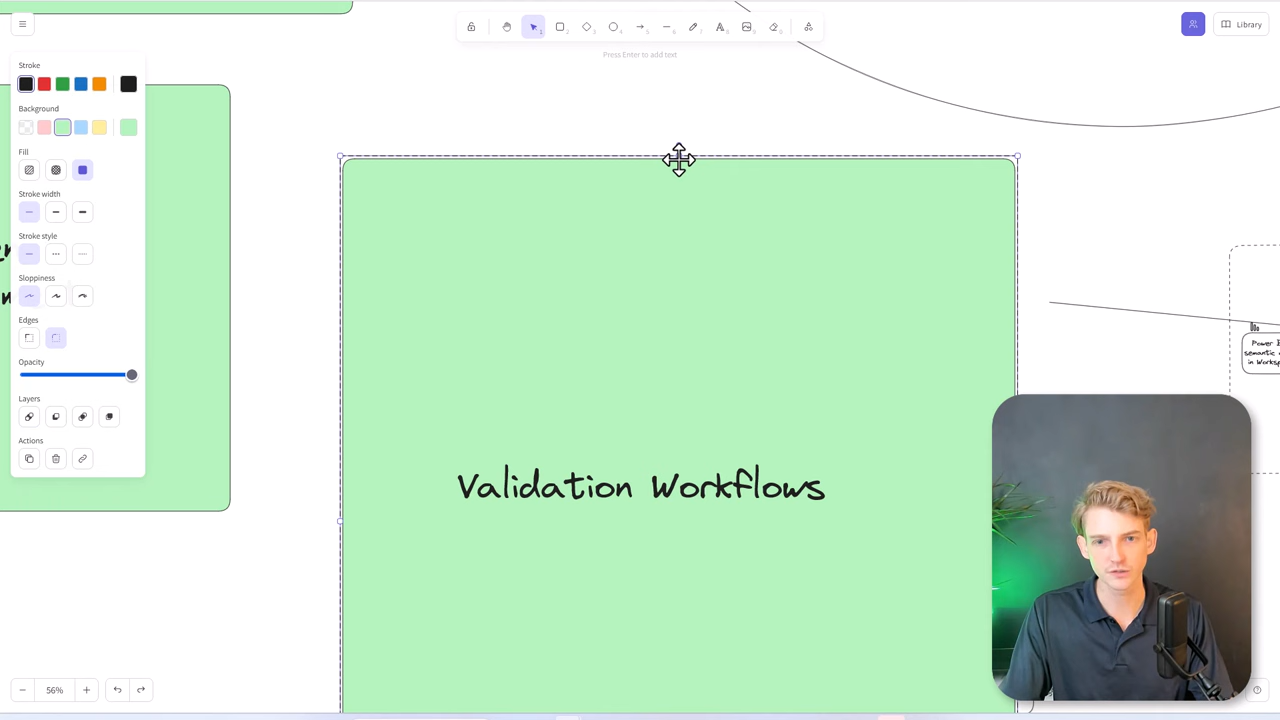 Library
Press Enter to add text
Stroke
Background
Fill
Stroke width
Stroke style
Sloppiness
Edges
Opacity
Layers
Actions
Validation Workflows
Power
semantic
in
56%